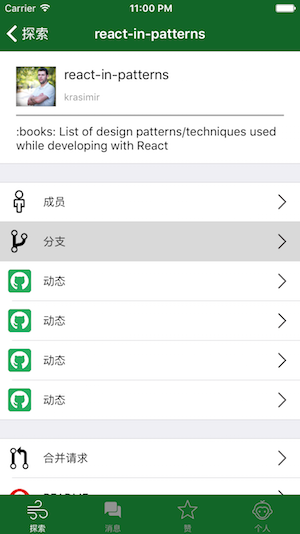 Carrier 11:00 PM
探索 react-in-patterns
react-in-patterns
krasimir
:books: List of design patterns/techniques used
while developing with React
成员
分支
动态
动态
动态
动态
合并请求
探索 消息 赞 个人